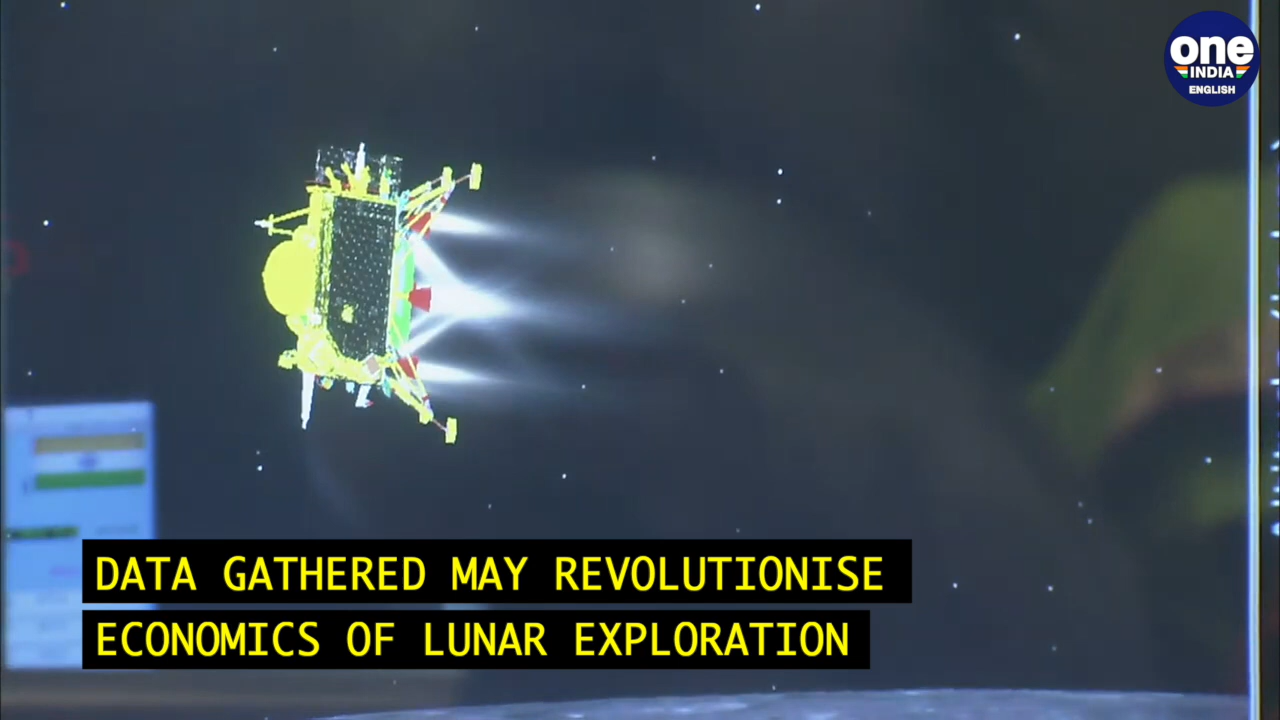 one
INDIA
ENGLISH
DATA GATHERED MAY REVOLUTIONISE
ECONOMICS OF LUNAR EXPLORATION